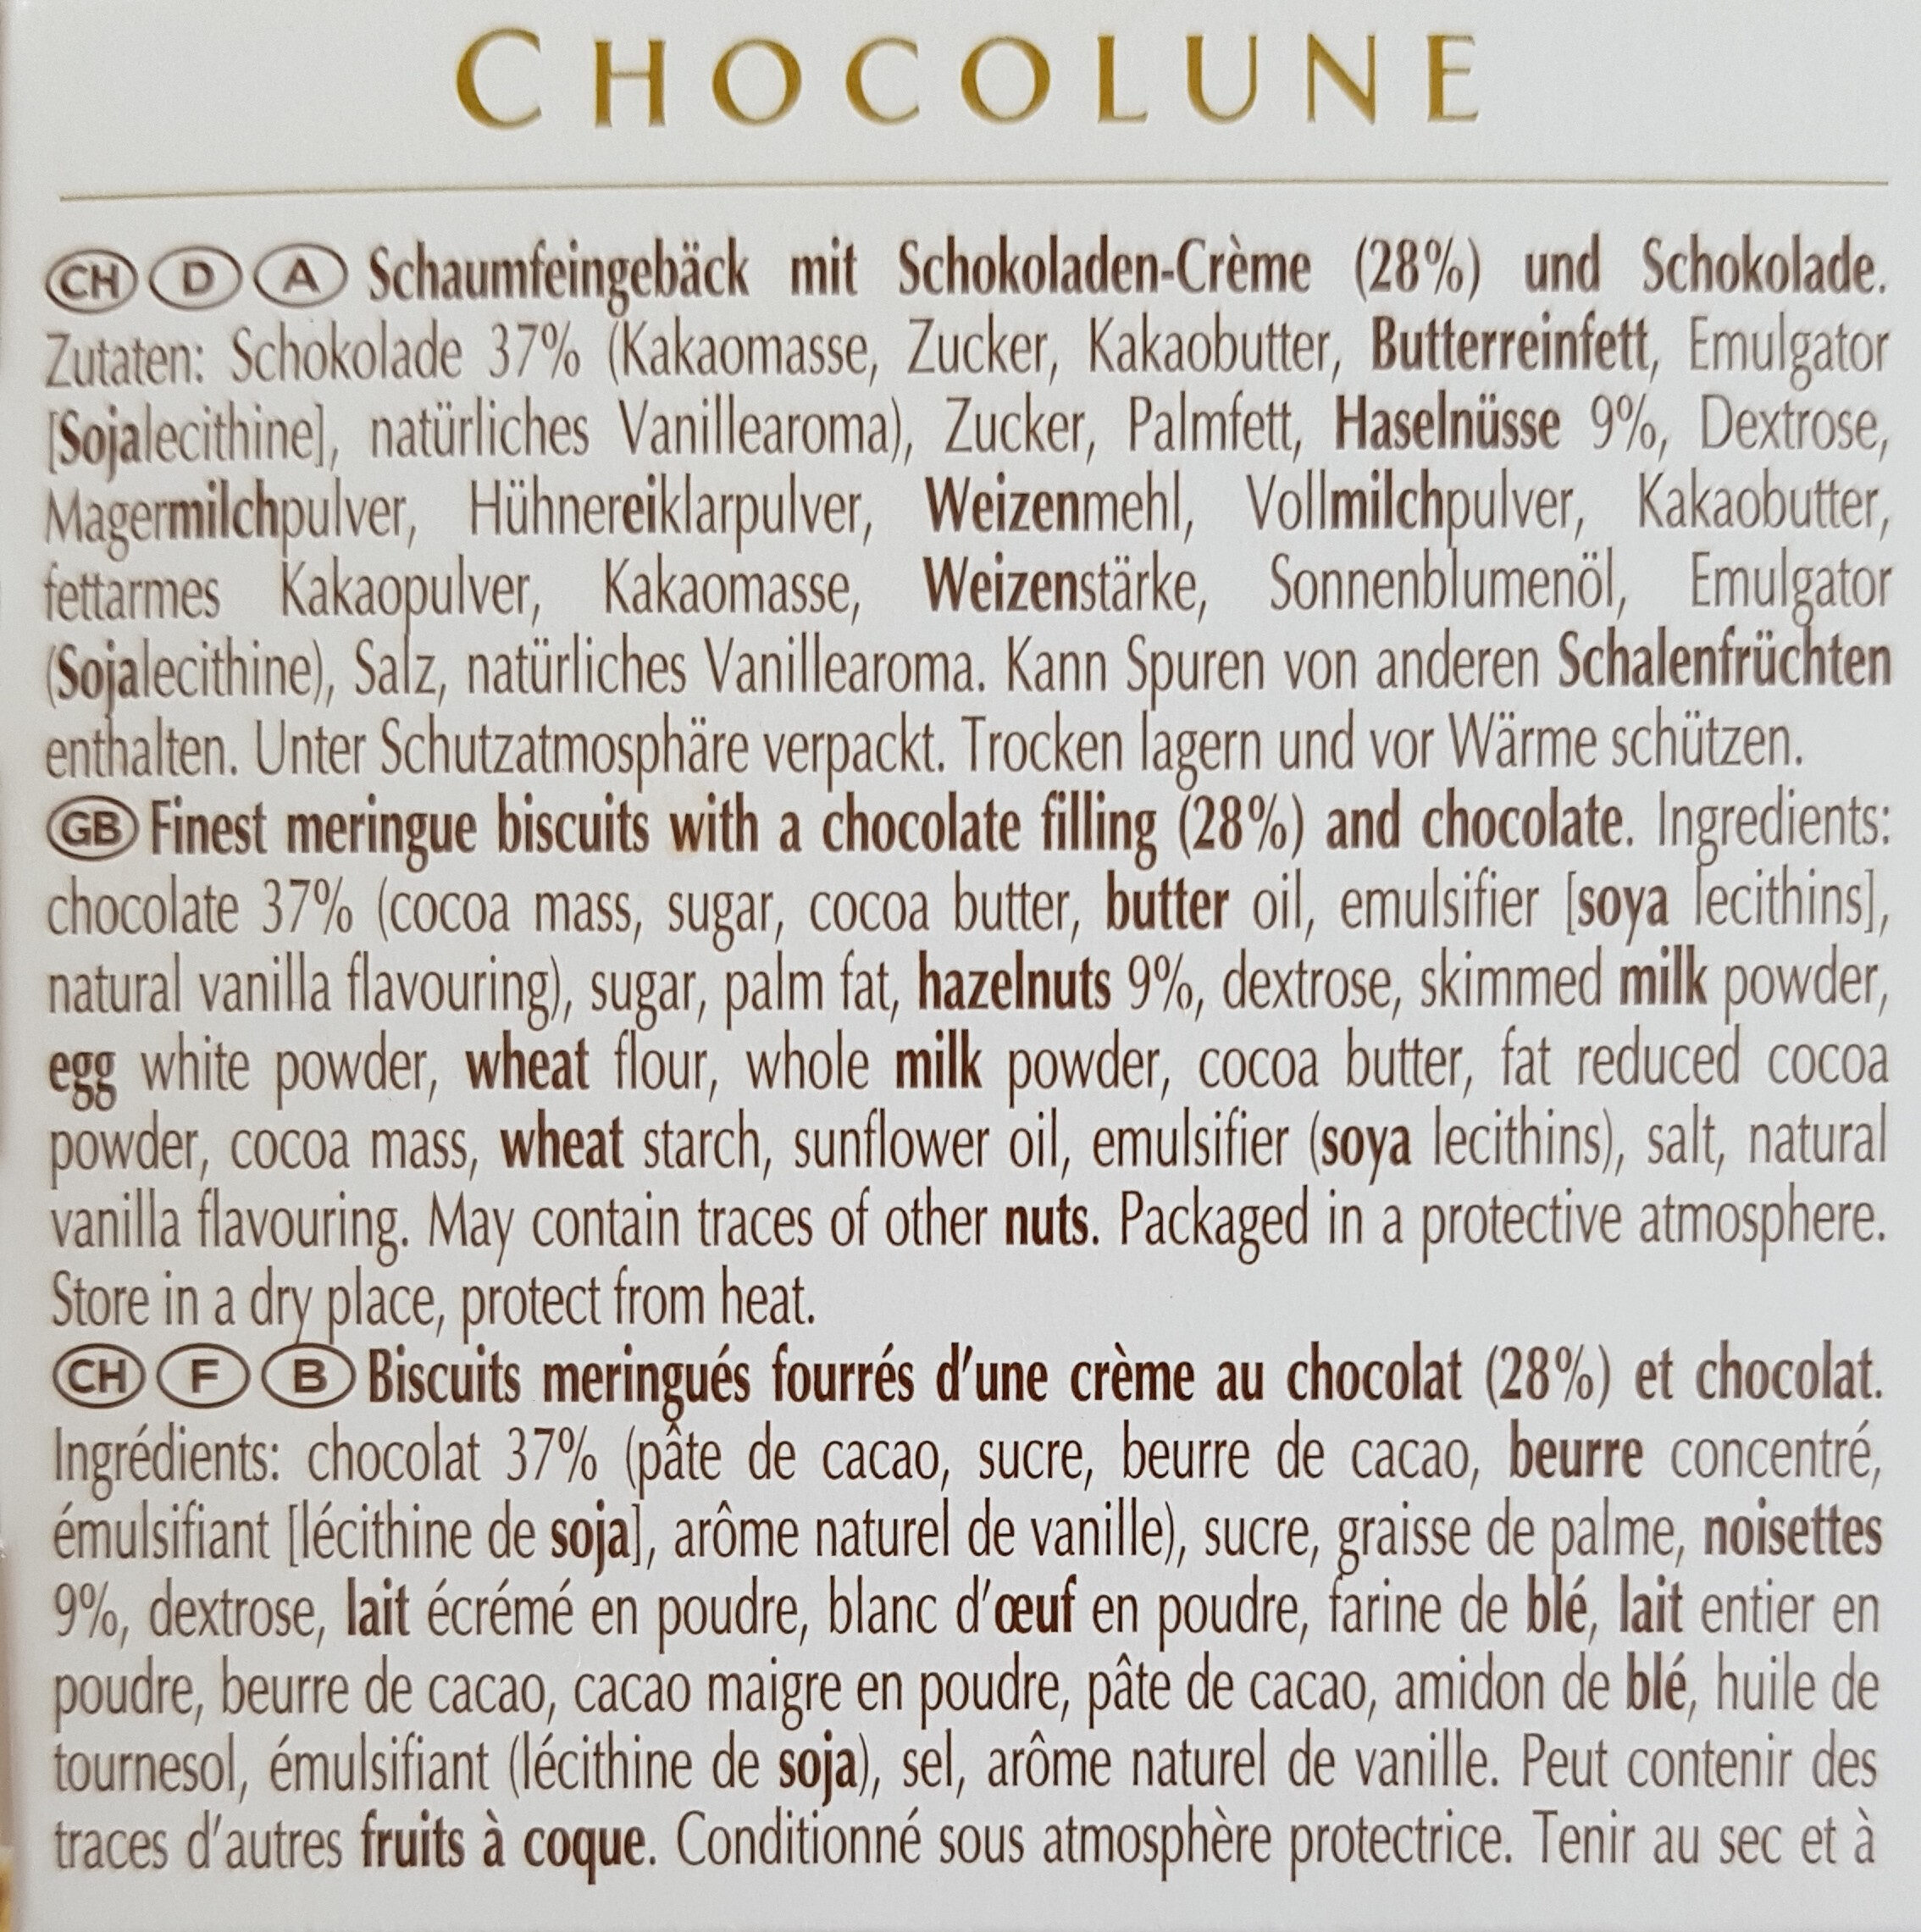 CHOCOLUNE
CH D A Schaumfeingebäck mit Schokoladen-Crème (28%) und Schokolade.
Zutaten: Schokolade 37% (Kakaomasse, Zucker, Kakaobutter, Butterreinfett, Emulgator
[Sojalecithine], natürliches Vanillearoma), Zucker, Palmfett, Haselnüsse 9%, Dextrose,
Magermilchpulver, Hühnereiklarpulver, Weizenmehl, Vollmilchpulver, Kakaobutter,
fettarmes Kakaopulver, Kakaomasse, Weizenstärke, Sonnenblumenöl, Emulgator
(Sojalecithine), Salz, natürliches Vanillearoma. Kann Spuren von anderen Schalenfrüchten
enthalten. Unter Schutzatmosphäre verpackt. Trocken lagern und vor Wärme schützen.
GB Finest meringue biscuits with a chocolate filling (28%) and chocolate. Ingredients:
chocolate 37% (cocoa mass, sugar, cocoa butter, butter oil, emulsifier [soya lecithins],
natural vanilla flavouring), sugar, palm fat, hazelnuts 9%, dextrose, skimmed milk powder,
egg white powder, wheat flour, whole milk powder, cocoa butter, fat reduced cocoa
powder, cocoa mass, wheat starch, sunflower oil, emulsifier (soya lecithins), salt, natural
vanilla flavouring. May contain traces of other nuts. Packaged in a protective atmosphere.
Store in a dry place, protect from heat.
CH F B Biscuits meringués fourrés d'une crème au chocolat (28%) et chocolat.
Ingrédients: chocolat 37% (pâte de cacao, sucre, beurre de cacao, beurre concentré,
émulsifiant [lécithine de soja], arôme naturel de vanille), sucre, graisse de palme, noisettes
9%, dextrose, lait écrémé en poudre, blanc d'œuf en poudre, farine de blé, lait entier en
poudre, beurre de cacao, cacao maigre en poudre, pâte de cacao, amidon de blé, huile de
tournesol, émulsifiant (lécithine de soja), sel, arôme naturel de vanille. Peut contenir des
traces d'autres fruits à coque. Conditionné sous atmosphère protectrice. Tenir au sec et à